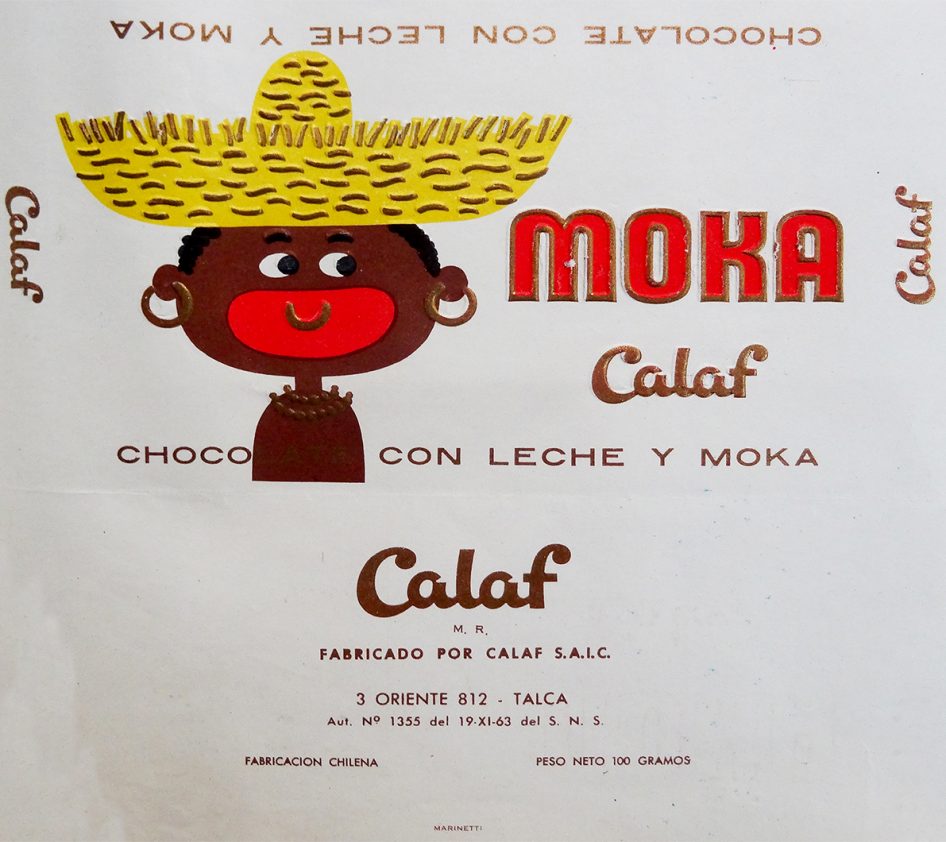 CHOCOLATE CON LECHE Y MOKA
Calaf
MOKA
Calaf
Calaf
CHOCOLATE CON LECHE Y MOKA
Calaf
M. R.
FABRICADO POR CALAF S.A.I.C.
3 ORIENTE 812 - TALCA
Aut. Nº 1355 del 19-XI-63 del S. N. S.
FABRICACION CHILENA
PESO NETO 100 GRAMOS
MARINETTI